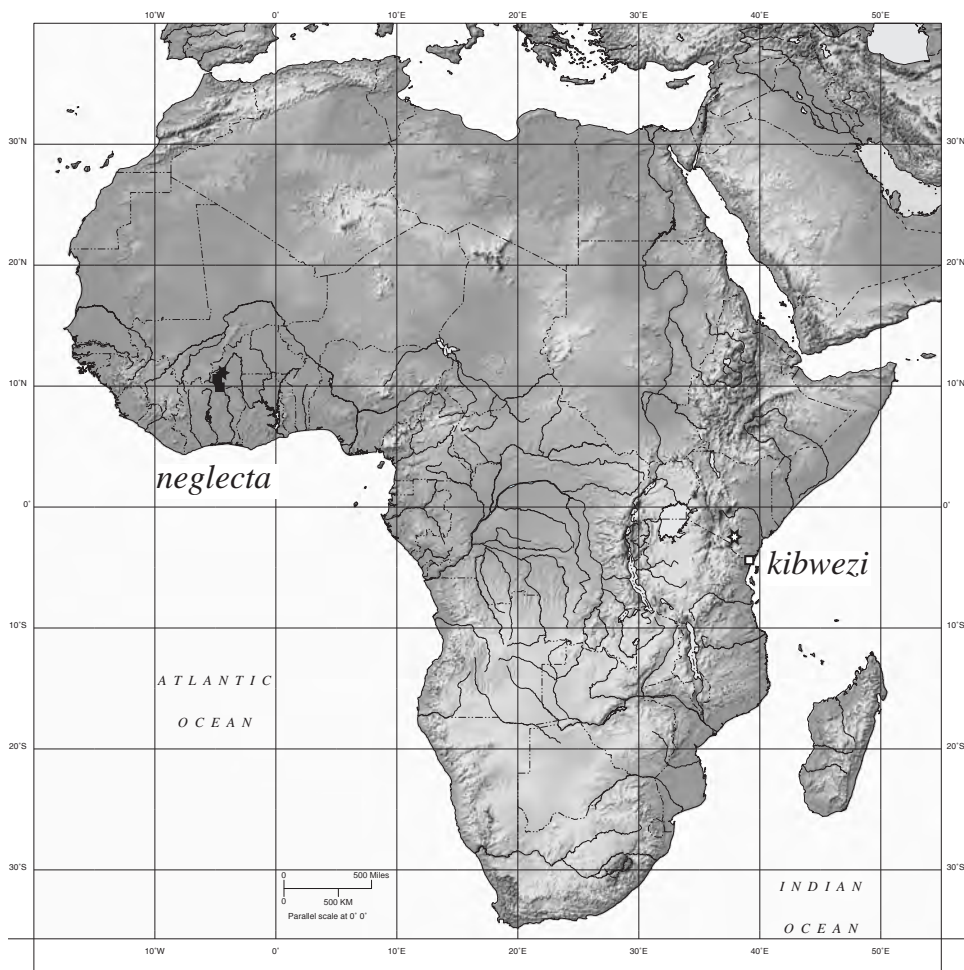 10˚W 0˚ 10˚E 20˚E 30˚E 40˚E 50˚E
30˚N 30˚N
20˚N 20˚N
10˚N 10˚N
neglecta
0˚ 0˚
kibwezi
10˚S 10˚S
ATLANTIC
OCEAN
20˚S 20˚S
30˚S 30˚S
0 500 Miles
0 500 KM
Parallel scale at 0˚ 0˚
INDIAN
OCEAN
10˚W 0˚ 10˚E 20˚E 30˚E 40˚E 50˚E